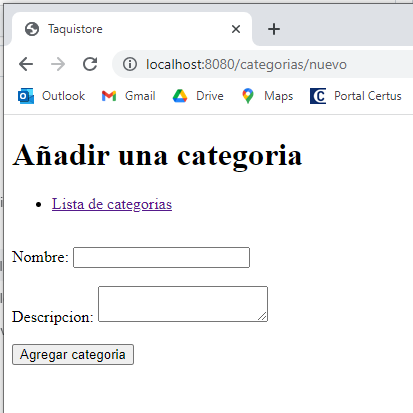 Taquistore
localhost:8080/categorias/nuevo
Outlook Gmail Drive Maps Portal Certus
Añadir una categoria
Lista de categorias
Nombre:
Descripcion:
Agregar categoria